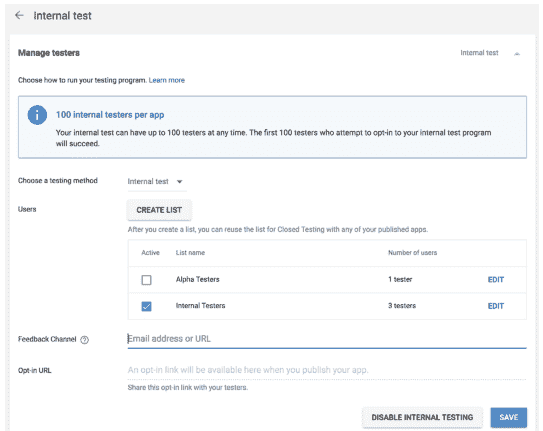 Internal test
Manage testers
Internal test
Choose how to run your testing program. Learn more
100 internal testers per app
Your internal test can have up to 100 testers at any time. The first 100 testers who attempt to opt-in to your internal test program
will succeed.
Choose a testing method
Internal test
Users
CREATE LIST
After you create a list, you can reuse the list for Closed Testing with any of your published apps.
Active List name Number of users
Alpha Testers 1 tester EDIT
Internal Testers 3 testers EDIT
Feedback Channel
Email address or URL
Opt-in URL
An opt-in link will be available here when you publish your app.
Share this opt-in link with your testers.
DISABLE INTERNAL TESTING SAVE